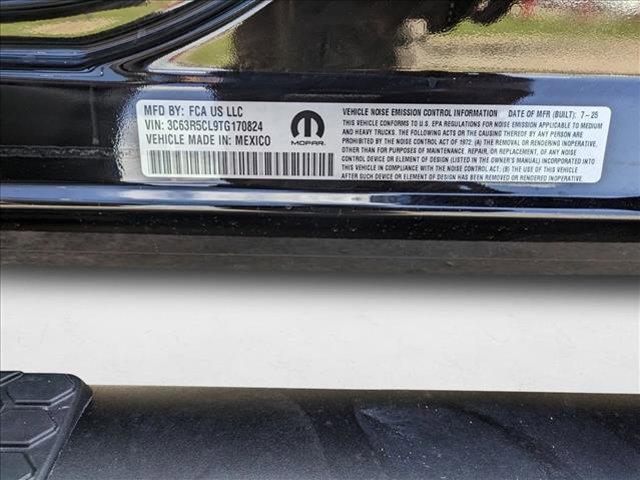 MFD BY: FCA US LLC
VIN: 3C63R5CL9TG170824
VEHICLE MADE IN: MEXICO
MOPAR
VEHICLE NOISE EMISSION CONTROL INFORMATION DATE OF MFR (BUILT): 7-25
THIS VEHICLE CONFORMS TO U.S. EPA REGULATIONS FOR NOISE EMISSION APPLICABLE TO MEDIUM
AND HEAVY TRUCKS. THE FOLLOWING ACTS OR THE CAUSING THEREOF BY ANY PERSON ARE
PROHIBITED BY THE NOISE CONTROL ACT OF 1972: (A) THE REMOVAL OR RENDERING INOPERATIVE,
OTHER THAN FOR PURPOSES OF MAINTENANCE, REPAIR, OR REPLACEMENT, OF ANY NOISE
CONTROL DEVICE OR ELEMENT OF DESIGN (LISTED IN THE OWNER'S MANUAL) INCORPORATED INTO
THIS VEHICLE IN COMPLIANCE WITH THE NOISE CONTROL ACT; (B) THE USE OF THIS VEHICLE
AFTER SUCH DEVICE OR ELEMENT OF DESIGN HAS BEEN REMOVED OR RENDERED INOPERATIVE.